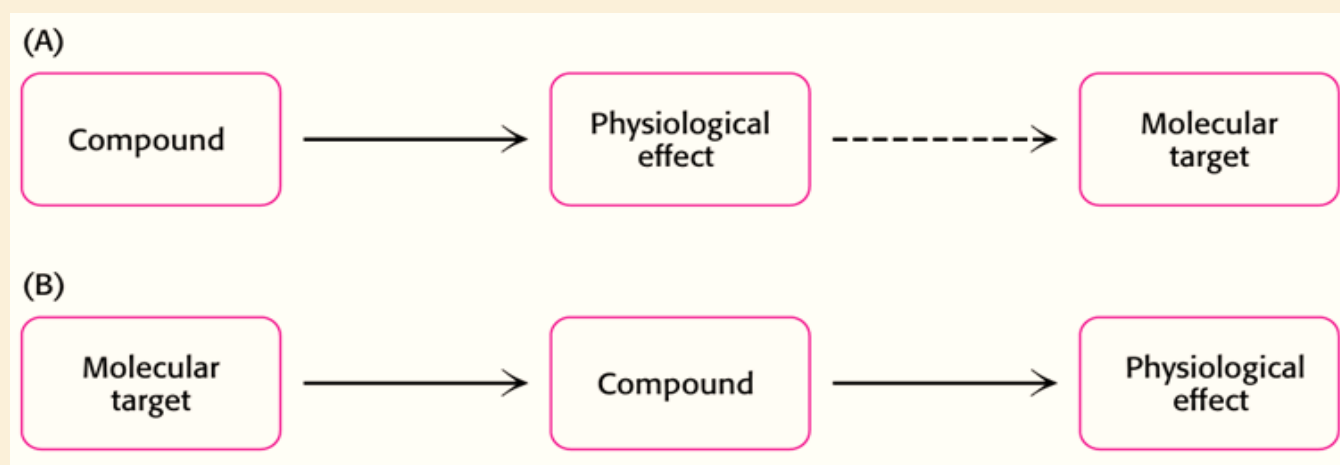 (A)
Compound
Physiological
effect
Molecular
target
(B)
Molecular
target
Compound
Physiological
effect